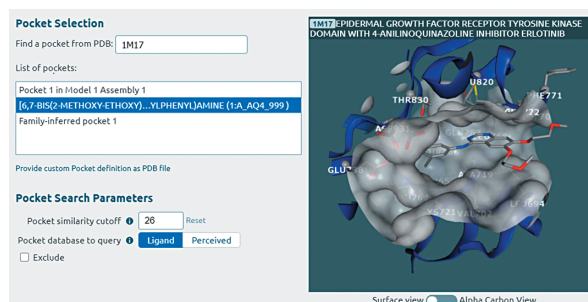 Pocket Selection
Find a pocket from PDB: 1M17
List of pockets:
Pocket 1 in Model 1 Assembly 1
[6,7-BIS(2-METHOXY-ETHOXY)...YLPHENYL)AMINE (1:A_AQ4_999 )
Family-inferred pocket 1
Provide custom Pocket definition as PDB file
Pocket Search Parameters
Pocket similarity cutoff 26 Reset
Pocket database to query Ligand Perceived
Exclude
1M17 EPIDERMAL GROWTH FACTOR RECEPTOR TYROSINE KINASE
DOMAIN WITH 4-ANILINOQUINAZOLINE INHIBITOR ERLOTINIB
U820
THR830
Surface view Alpha Carbon View